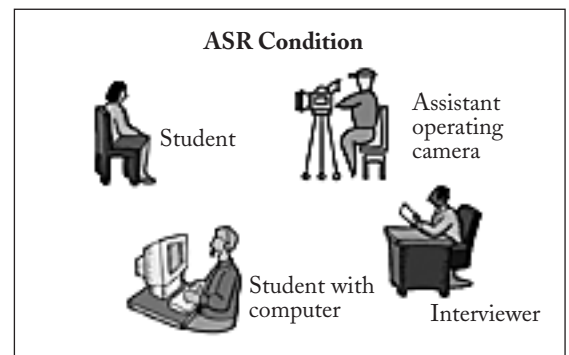 ASR Condition
Student
Assistant
operating
camera
Student with
computer
Interviewer